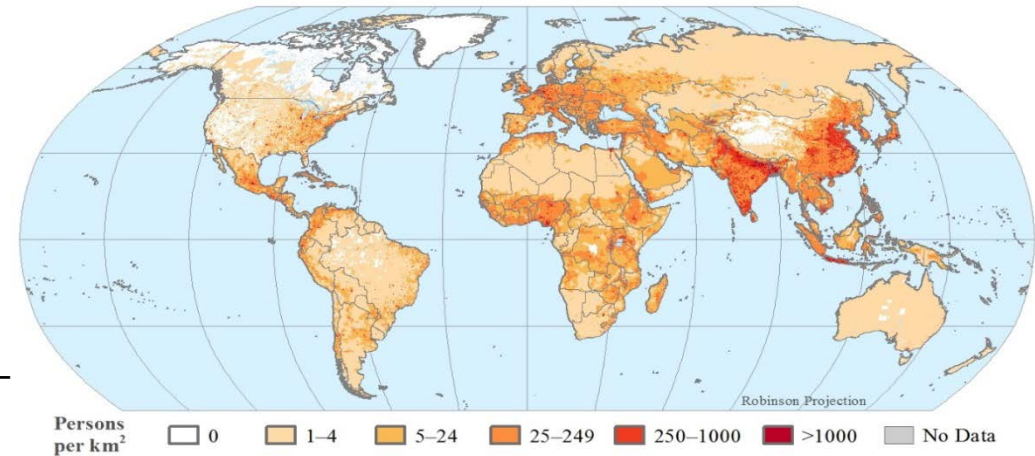 Robinson Projection
Persons
per km² 0 1–4 5–24 25–249 250–1000 >1000 No Data